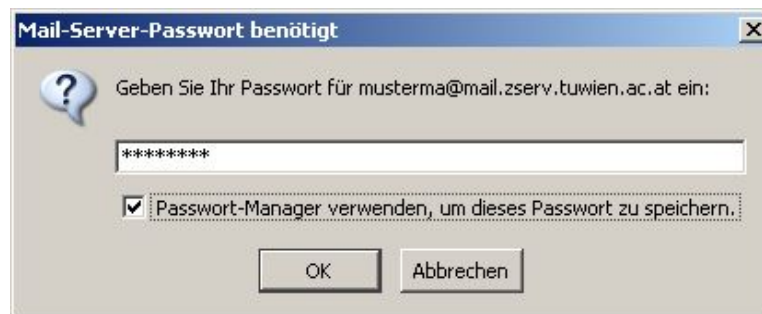 Mail-Server-Passwort benötigt
Geben Sie Ihr Passwort für musterma@mail.zserv.tuwien.ac.at ein:
********
Passwort-Manager verwenden, um dieses Passwort zu speichern.
OK Abbrechen